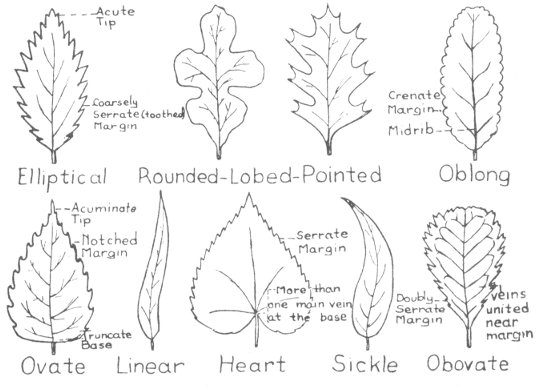 Acute
Tip
Coarsely
Serrate (toothed)
Margin
Crenate
Margin
Midrib
Elliptical
Rounded-Lobed-Pointed
Oblong
Acuminate
Tip
Notched
Margin
Truncate
Base
Serrate
Margin
More than
one main vein
at the base
Doubly
Serrate
Margin
veins
united
near
margin
Ovate
Linear
Heart
Sickle
Obovate